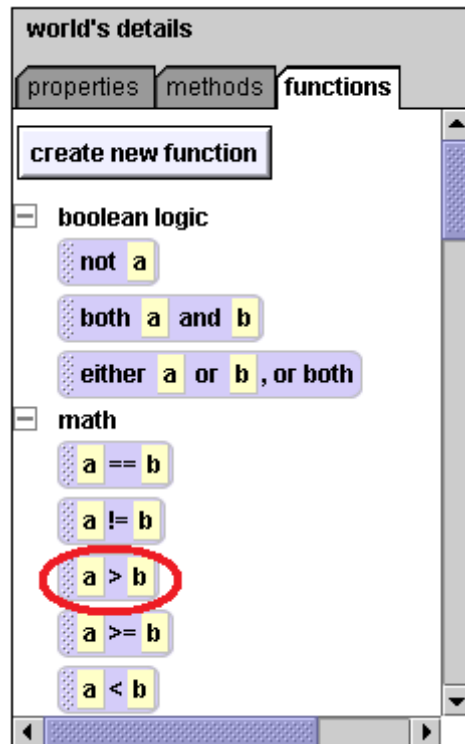 world's details
properties methods functions
create new function
boolean logic
not a
both a and b
either a or b , or both
math
a == b
a != b
a > b
a >= b
a < b